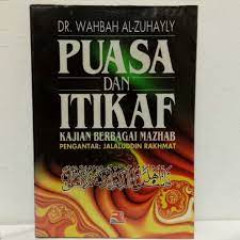 DR. WAHBAH AL-ZUHAYLY
PUASA
DAN
ITIKAF
KAJIAN BERBAGAI MAZHAB
PENGANTAR: JALALUDDIN RAKHMAT